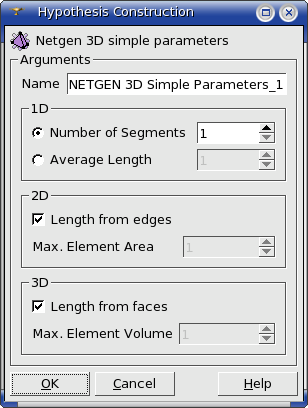 Hypothesis Construction
Netgen 3D simple parameters
Arguments
Name NETGEN 3D Simple Parameters_1
1D
Number of Segments 1
Average Length 1
2D
Length from edges
Max. Element Area 1
3D
Length from faces
Max. Element Volume 1
OK Cancel Help